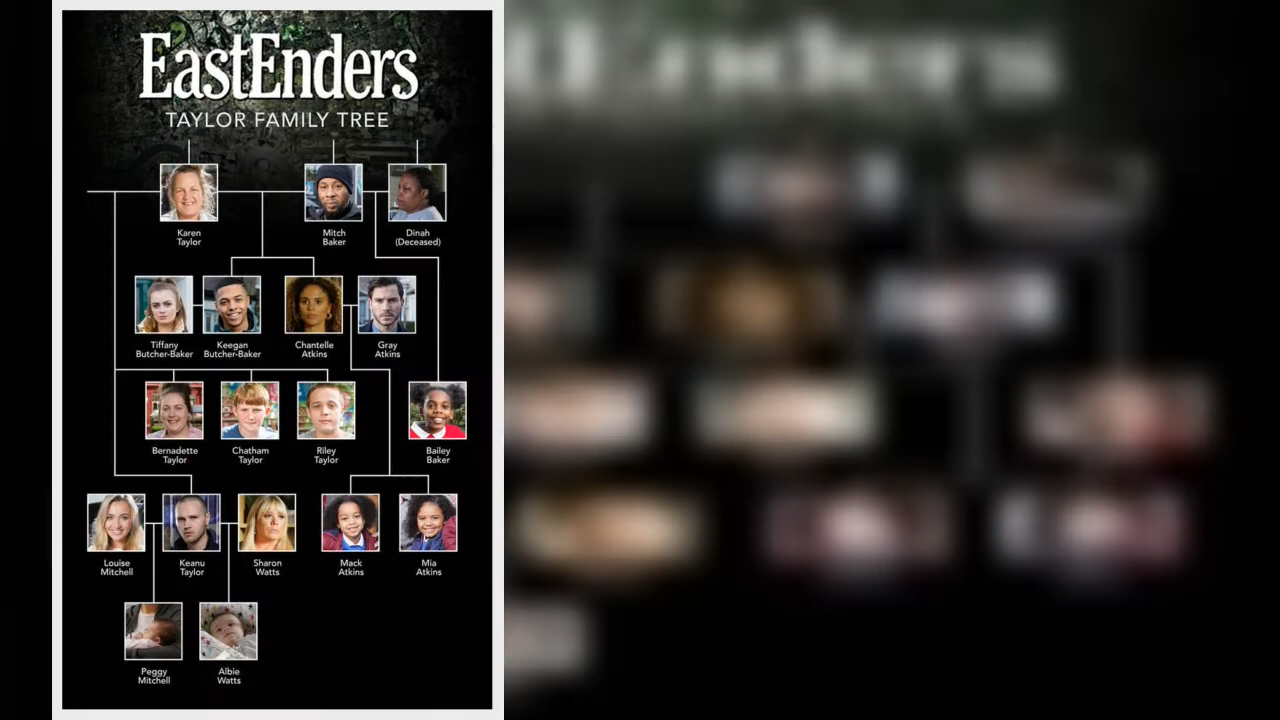 EastEnders
TAYLOR FAMILY TREE
Karen
Taylor
Mitch
Baker
Dinah
(Deceased)
Tiffany
Butcher-Baker
Keegan
Butcher-Baker
Chantelle
Atkins
Gray
Atkins
Bernadette
Taylor
Chatham
Taylor
Riley
Taylor
Bailey
Baker
Louise
Mitchell
Keanu
Taylor
Sharon
Watts
Mack
Atkins
Mia
Atkins
Peggy
Mitchell
Albie
Watts